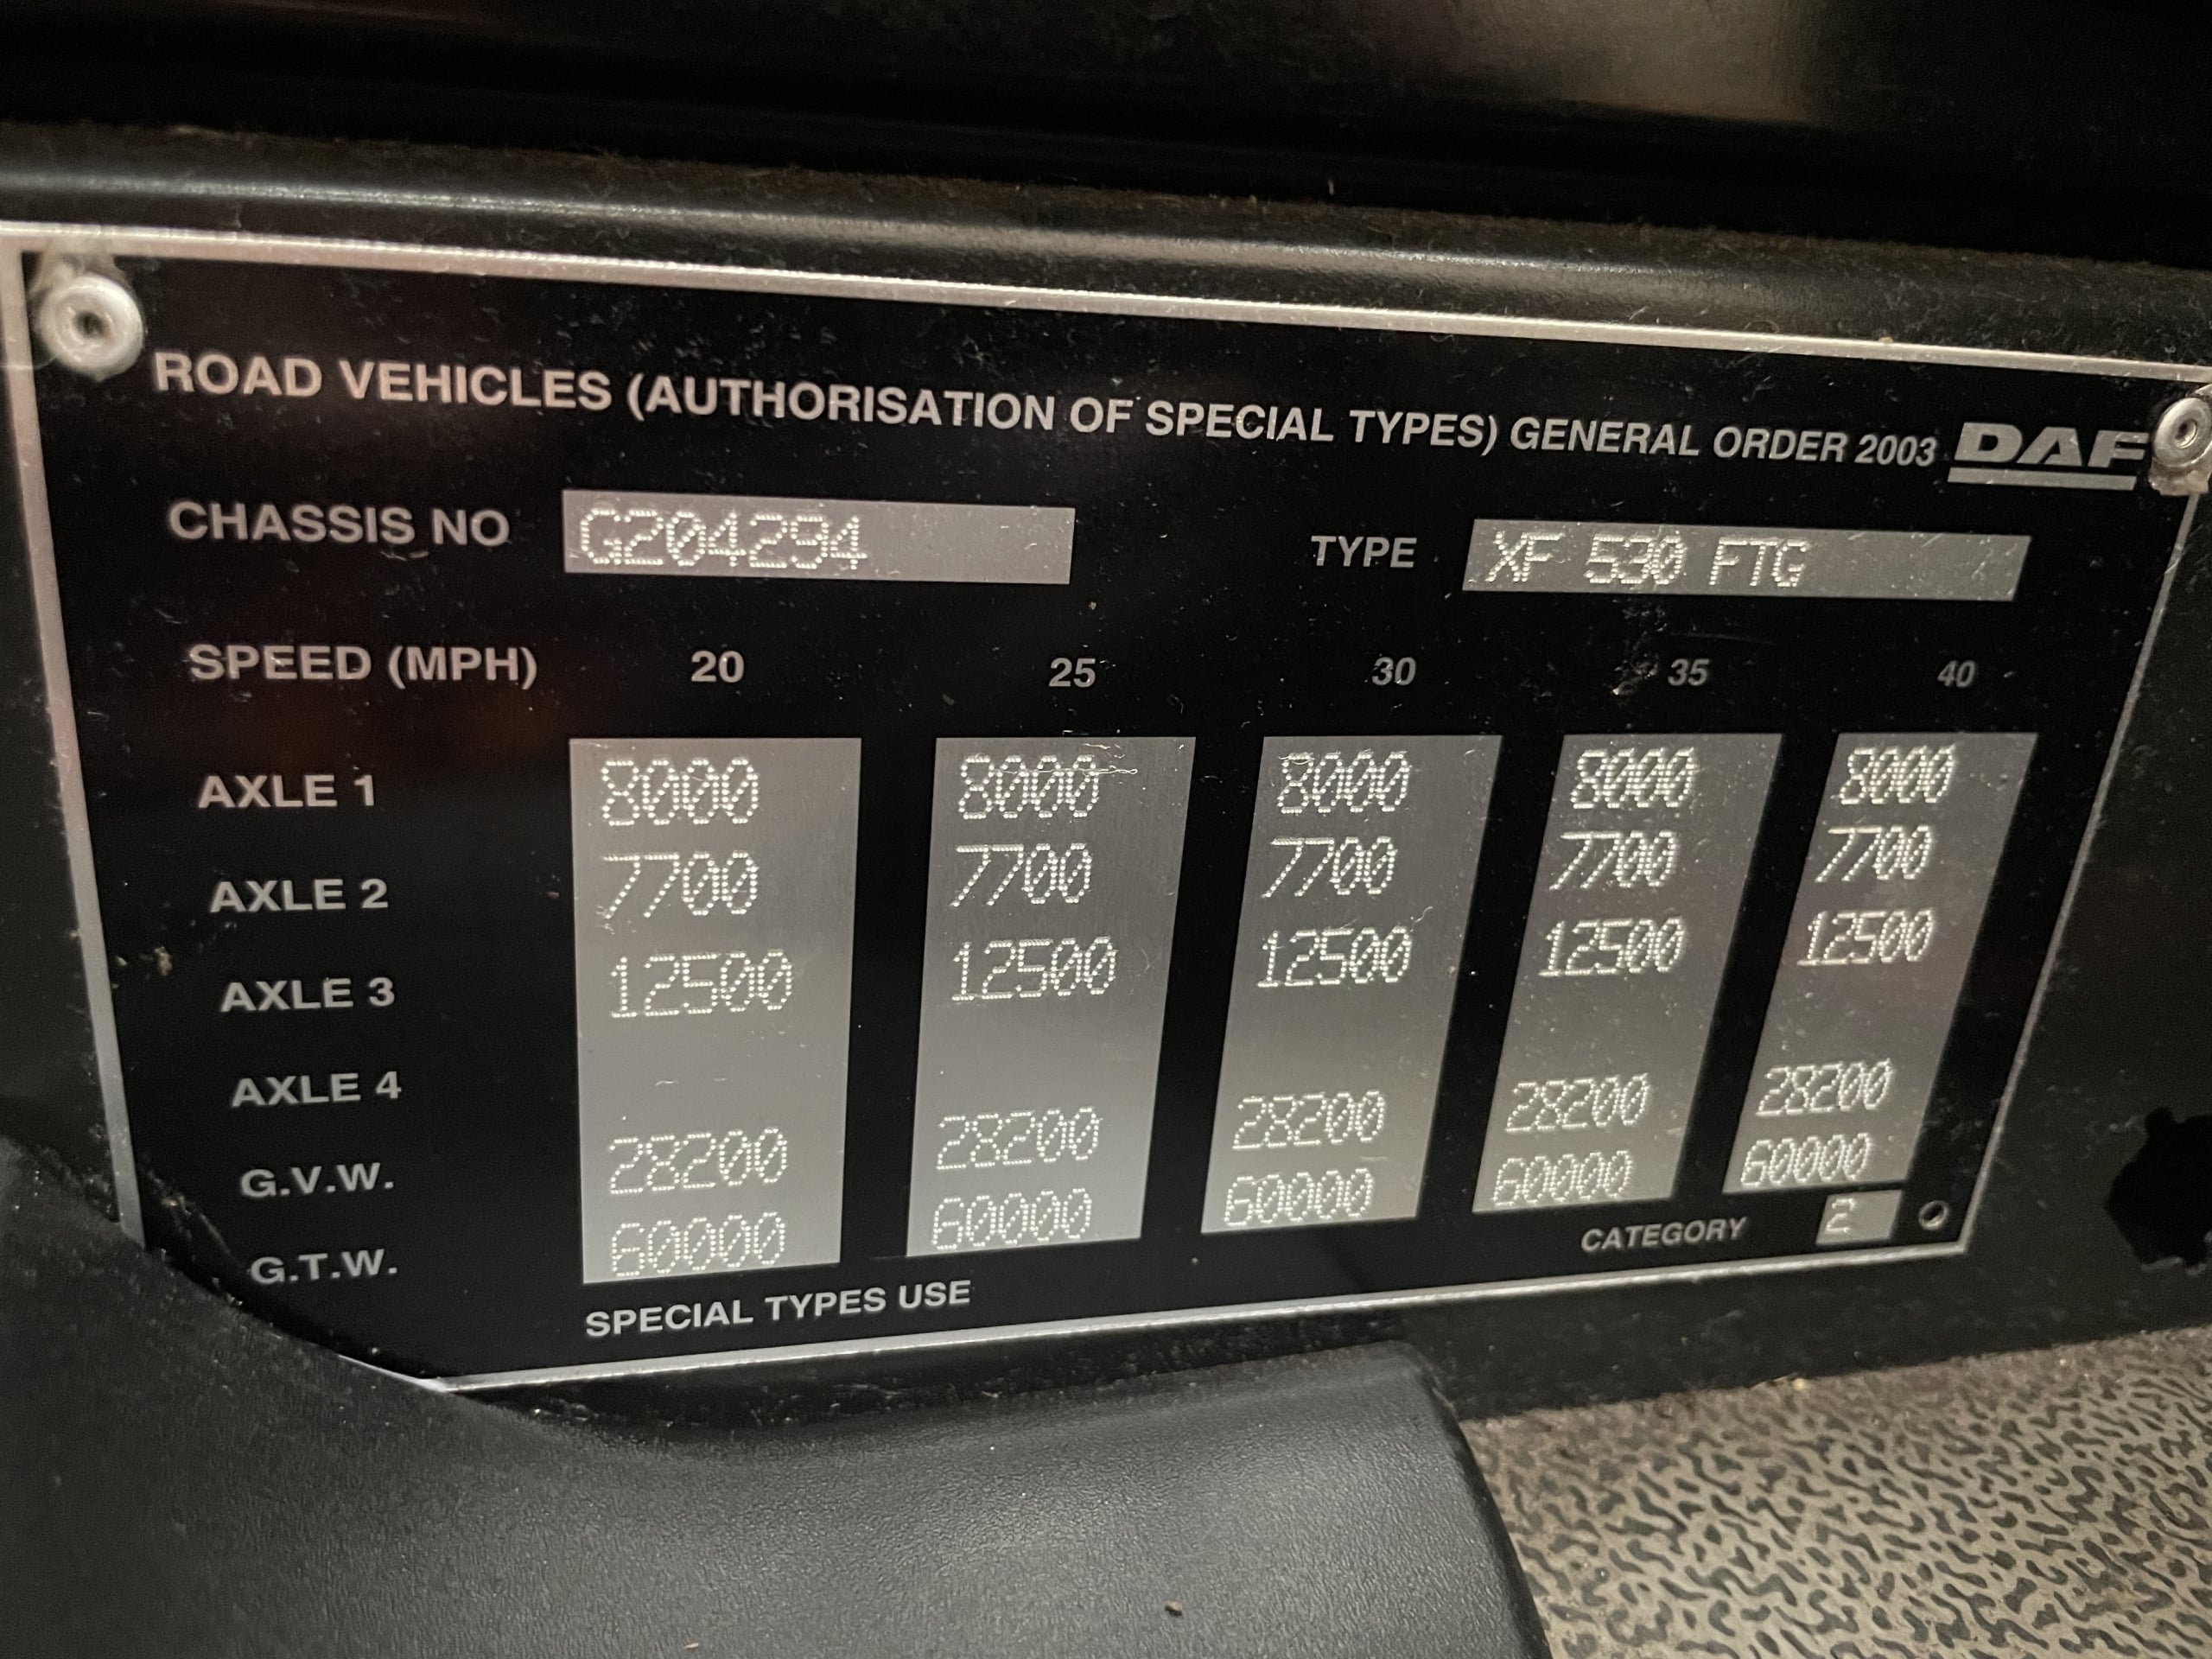 ROAD VEHICLES (AUTHORISATION OF SPECIAL TYPES) GENERAL ORDER 2003 DAF
CHASSIS NO G204294 TYPE XF 530 FTG
SPEED (MPH) 20 25 30 35 40
AXLE 1 8000 8000 8000 8000 8000
AXLE 2 7700 7700 7700 7700 7700
AXLE 3 12500 12500 12500 12500 12500
AXLE 4
G.V.W. 28200 28200 28200 28200 28200
G.T.W. 60000 60000 60000 60000 60000
SPECIAL TYPES USE CATEGORY 2